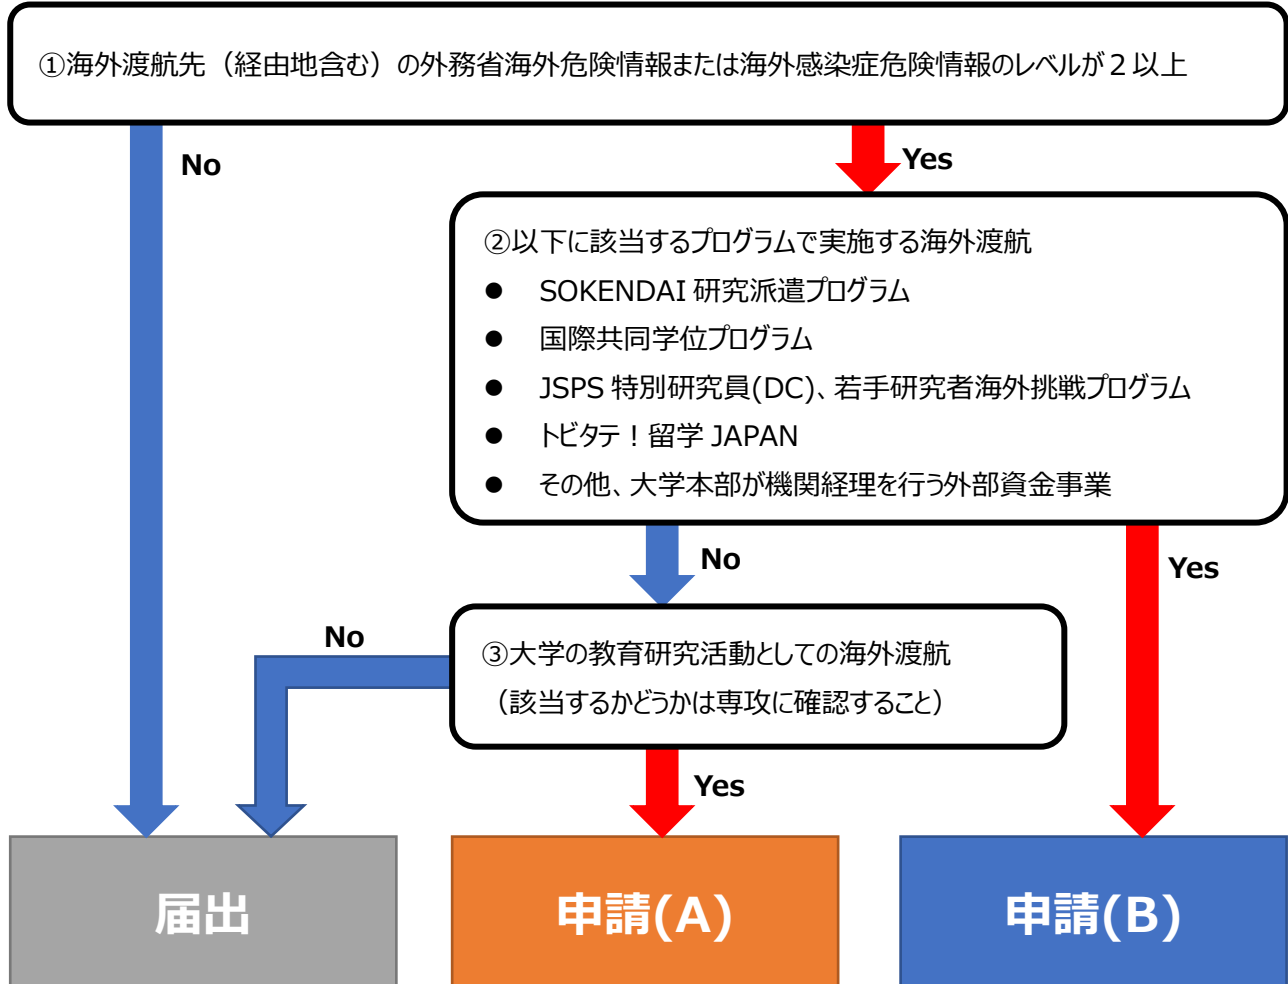 ①海外渡航先（経由地含む）の外務省海外危険情報または海外感染症危険情報のレベルが２以上
No
Yes
②以下に該当するプログラムで実施する海外渡航
● SOKENDAI 研究派遣プログラム
● 国際共同学位プログラム
● JSPS 特別研究員(DC)、若手研究者海外挑戦プログラム
● トビタテ！留学 JAPAN
● その他、大学本部が機関経理を行う外部資金事業
No
Yes
No
③大学の教育研究活動としての海外渡航
（該当するかどうかは専攻に確認すること）
Yes
届出
申請(A)
申請(B)